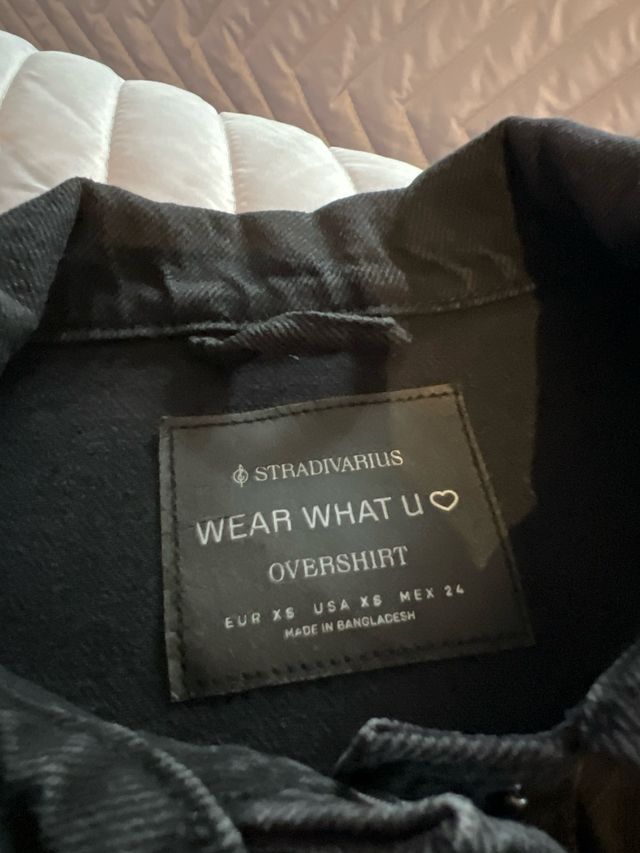 STRADIVARIUS
WEAR WHAT U ♡
OVERSHIRT
EUR XS USA XS MEX 24
MADE IN BANGLADESH